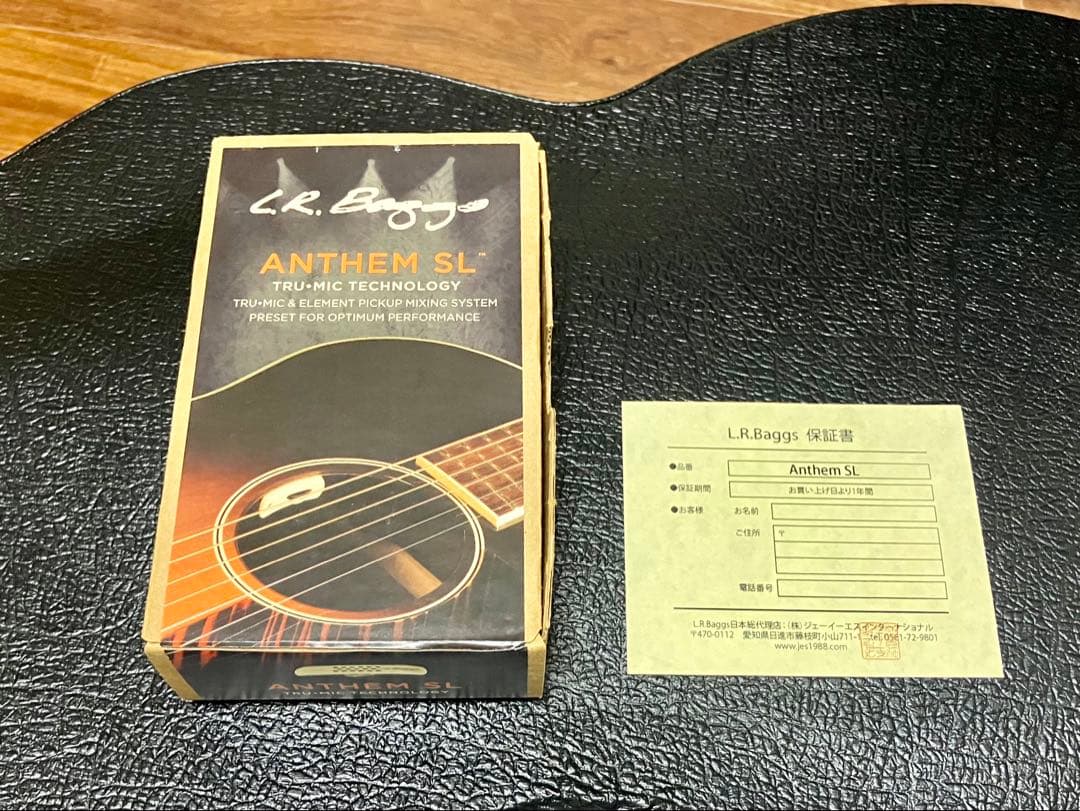 L.R. Baggs
ANTHEM SL™
TRU•MIC TECHNOLOGY
TRU•MIC & ELEMENT PICKUP MIXING SYSTEM
PRESET FOR OPTIMUM PERFORMANCE
ANTHEM SL
TRU•MIC TECHNOLOGY
L.R.Baggs 保証書
●品番 Anthem SL
●保証期間 お買い上げ日より1年間
●お客様 お名前
ご住所 〒
電話番号
L.R.Baggs日本総代理店:(株)ジェーイーエスインターナショナル
〒470-0112 愛知県日進市藤枝町小山711-1 tel.0561-72-9801
www.jes1988.com